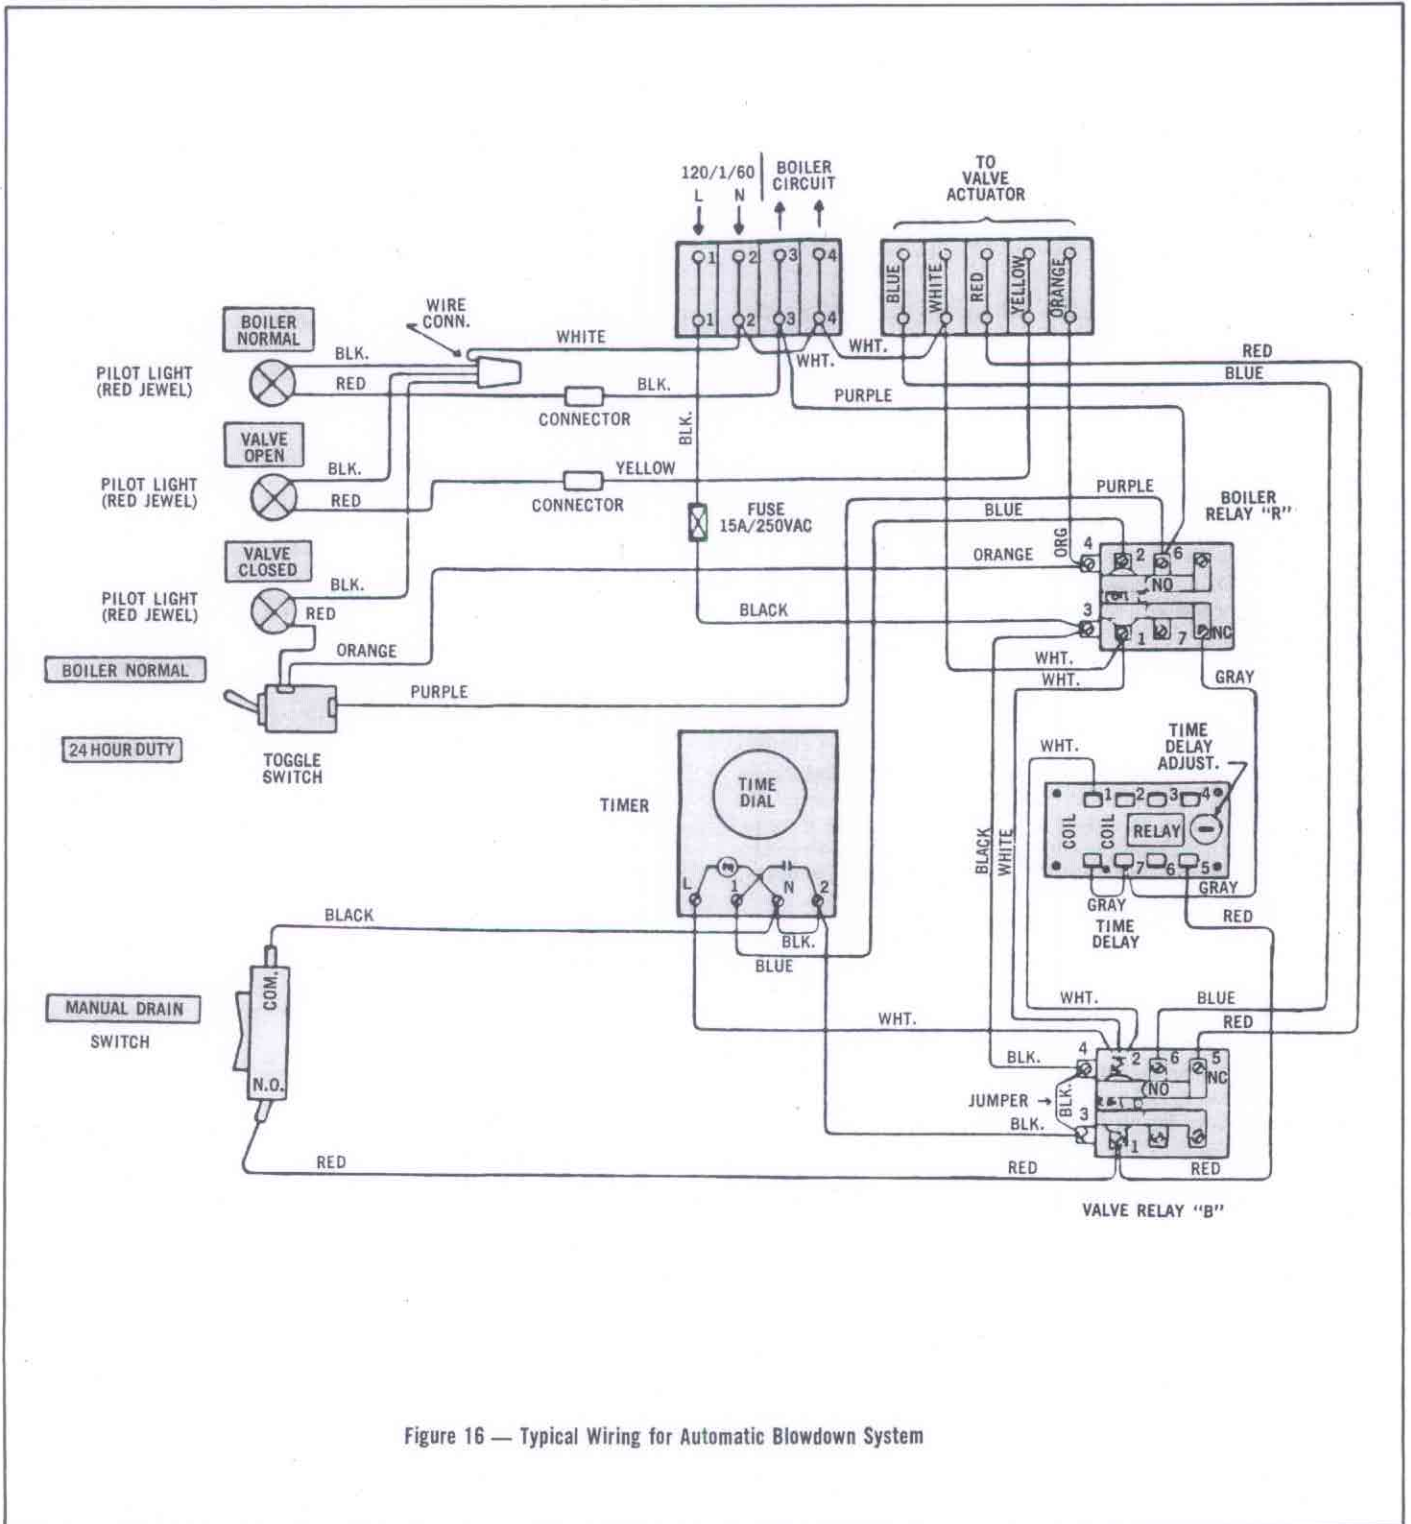 120/1/60
L N
BOILER
CIRCUIT
TO
VALVE
ACTUATOR
1 2 3 4
1 2 3 4
BLUE
WHITE
RED
YELLOW
ORANGE
WIRE
CONN.
WHITE
WHT.
WHT.
RED
BLUE
BOILER
NORMAL
PILOT LIGHT
(RED JEWEL)
BLK.
RED
CONNECTOR
BLK.
PURPLE
BLK.
VALVE
OPEN
PILOT LIGHT
(RED JEWEL)
BLK.
RED
CONNECTOR
YELLOW
FUSE
15A/250VAC
PURPLE
BLUE
BOILER
RELAY "R"
VALVE
CLOSED
PILOT LIGHT
(RED JEWEL)
BLK.
RED
ORANGE
ORG
4
2
6
NO
3
1
7
NC
BLACK
ORANGE
WHT.
WHT.
GRAY
BOILER NORMAL
24 HOUR DUTY
TOGGLE
SWITCH
PURPLE
TIMER
TIME
DIAL
L 1 N 2
BLK.
BLUE
BLACK
WHITE
WHT.
TIME
DELAY
ADJUST.
1 2 3 4
COIL
COIL
RELAY
7 6 5
GRAY
GRAY
TIME
DELAY
RED
BLACK
MANUAL DRAIN
SWITCH
COM.
N.O.
WHT.
WHT.
BLUE
RED
4
BLK.
2
6
5
NC
NO
JUMPER
BLK.
3
BLK.
1
RED
RED
RED
VALVE RELAY "B"
Figure 16 — Typical Wiring for Automatic Blowdown System